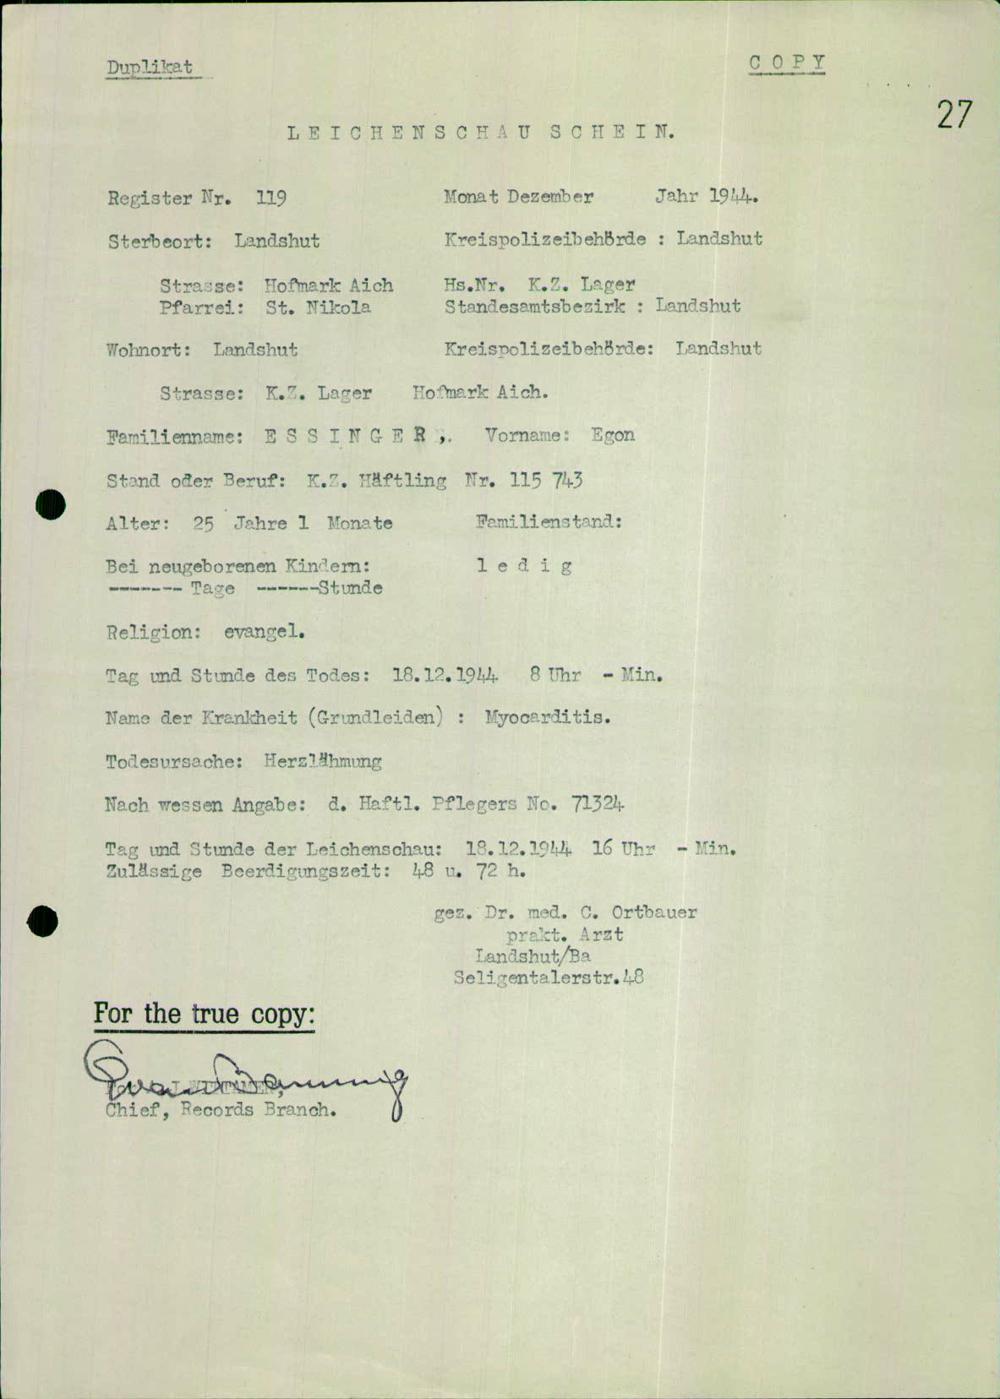 Duplikat
C O P Y
27
L E I C H E N S C H A U S C H E I N.
Register Nr. 119 Monat Dezember Jahr 1944.
Sterbeort: Landshut Kreispolizeibehörde : Landshut
Strasse: Hofmark Aich Hs.Nr. K.Z. Lager
Pfarrei: St. Nikola Standesamtsbezirk : Landshut
Wohnort: Landshut Kreispolizeibehörde: Landshut
Strasse: K.Z. Lager Hofmark Aich.
Familienname: E S S I N G E R ,. Vorname: Egon
Stand oder Beruf: K.Z. Häftling Nr. 115 743
Alter: 25 Jahre 1 Monate Familienstand:
Bei neugeborenen Kindern: l e d i g
------- Tage ------Stunde
Religion: evangel.
Tag und Stunde des Todes: 18.12.1944 8 Uhr - Min.
Name der Krankheit (Grundleiden) : Myocarditis.
Todesursache: Herzlähmung
Nach wessen Angabe: d. Haftl. Pflegers No. 71324
Tag und Stunde der Leichenschau: 18.12.1944 16 Uhr - Min.
Zulässige Beerdigungszeit: 48 u. 72 h.
gez. Dr. med. C. Ortbauer
prakt. Arzt
Landshut/Ba
Seligentalerstr.48
For the true copy:
Chief, Records Branch.